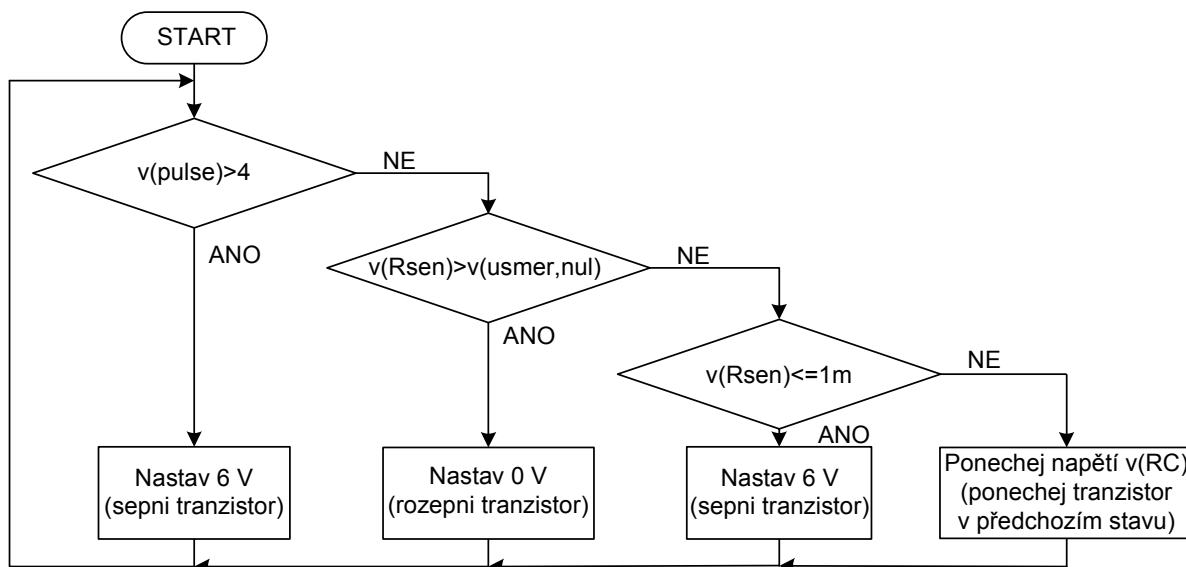 START
v(pulse)>4
NE
ANO
v(Rsen)>v(usmer,nul)
NE
ANO
v(Rsen)<=1m
NE
ANO
Nastav 6 V
(sepni tranzistor)
Nastav 0 V
(rozepni tranzistor)
Nastav 6 V
(sepni tranzistor)
Ponechej napětí v(RC)
(ponechej tranzistor
v předchozím stavu)